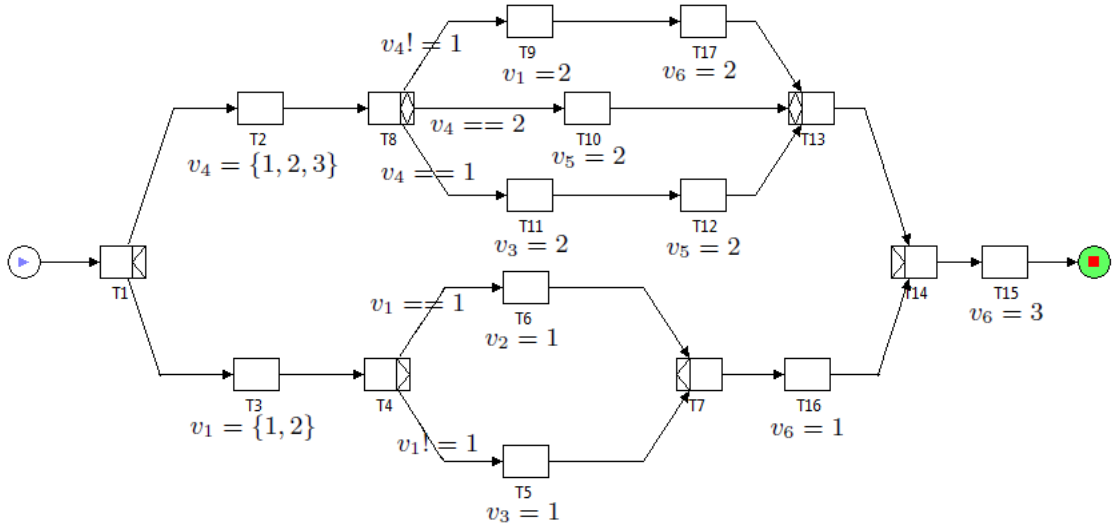 T9
T17
v₄! = 1
v₁ = 2
v₆ = 2
T2
T8
v₄ == 2
T10
T13
v₄ = {1, 2, 3}
v₅ = 2
v₄ == 1
T11
T12
v₃ = 2
v₅ = 2
T1
T14
T15
v₁ == 1
T6
v₆ = 3
v₂ = 1
T3
T4
T7
T16
v₁ = {1, 2}
v₆ = 1
v₁! = 1
T5
v₃ = 1